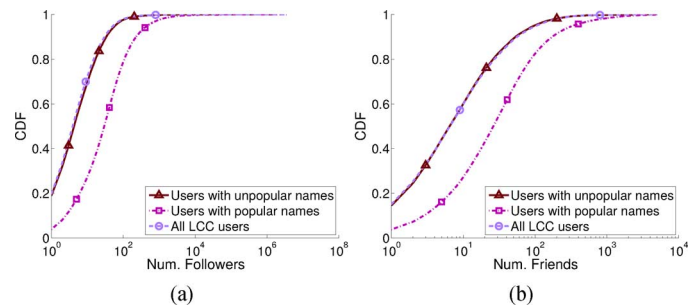 1
0.8
0.6
0.4
0.2
0
CDF
10^0 10^2 10^4 10^6 10^8
Num. Followers
Users with unpopular names
Users with popular names
All LCC users
(a)
1
0.8
0.6
0.4
0.2
0
CDF
10^0 10^1 10^2 10^3 10^4
Num. Friends
Users with unpopular names
Users with popular names
All LCC users
(b)